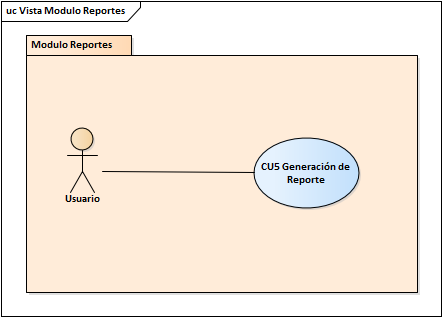 uc Vista Modulo Reportes
Modulo Reportes
CU5 Generación de
Reporte
Usuario